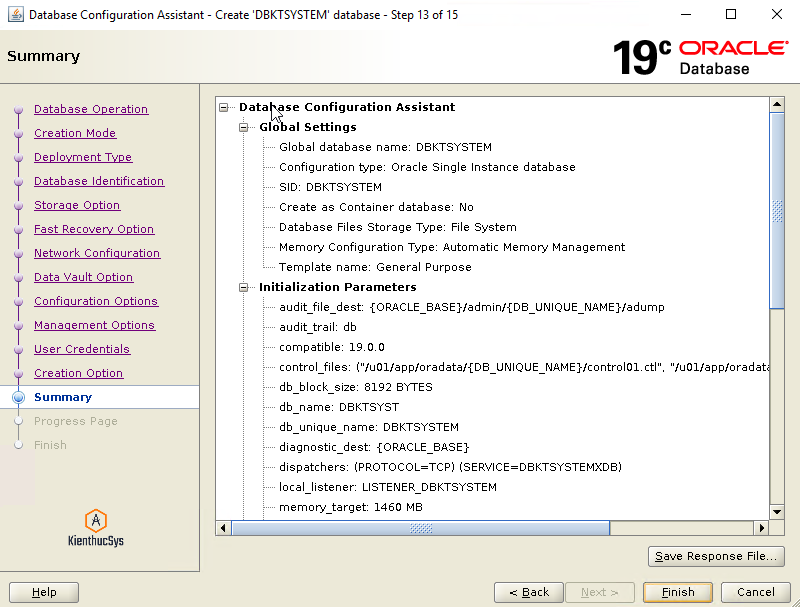 Database Configuration Assistant - Create 'DBKTSYSTEM' database - Step 13 of 15
Summary
19c ORACLE
Database
Database Operation
Creation Mode
Deployment Type
Database Identification
Storage Option
Fast Recovery Option
Network Configuration
Data Vault Option
Configuration Options
Management Options
User Credentials
Creation Option
Summary
Progress Page
Finish
KienthucSys
Database Configuration Assistant
Global Settings
Global database name: DBKTSYSTEM
Configuration type: Oracle Single Instance database
SID: DBKTSYSTEM
Create as Container database: No
Database Files Storage Type: File System
Memory Configuration Type: Automatic Memory Management
Template name: General Purpose
Initialization Parameters
audit_file_dest: {ORACLE_BASE}/admin/{DB_UNIQUE_NAME}/adump
audit_trail: db
compatible: 19.0.0
control_files: ("/u01/app/oradata/{DB_UNIQUE_NAME}/control01.ctl", "/u01/app/oradata
db_block_size: 8192 BYTES
db_name: DBKTSYST
db_unique_name: DBKTSYSTEM
diagnostic_dest: {ORACLE_BASE}
dispatchers: (PROTOCOL=TCP) (SERVICE=DBKTSYSTEMXDB)
local_listener: LISTENER_DBKTSYSTEM
memory_target: 1460 MB
Save Response File...
Help
< Back
Next >
Finish
Cancel